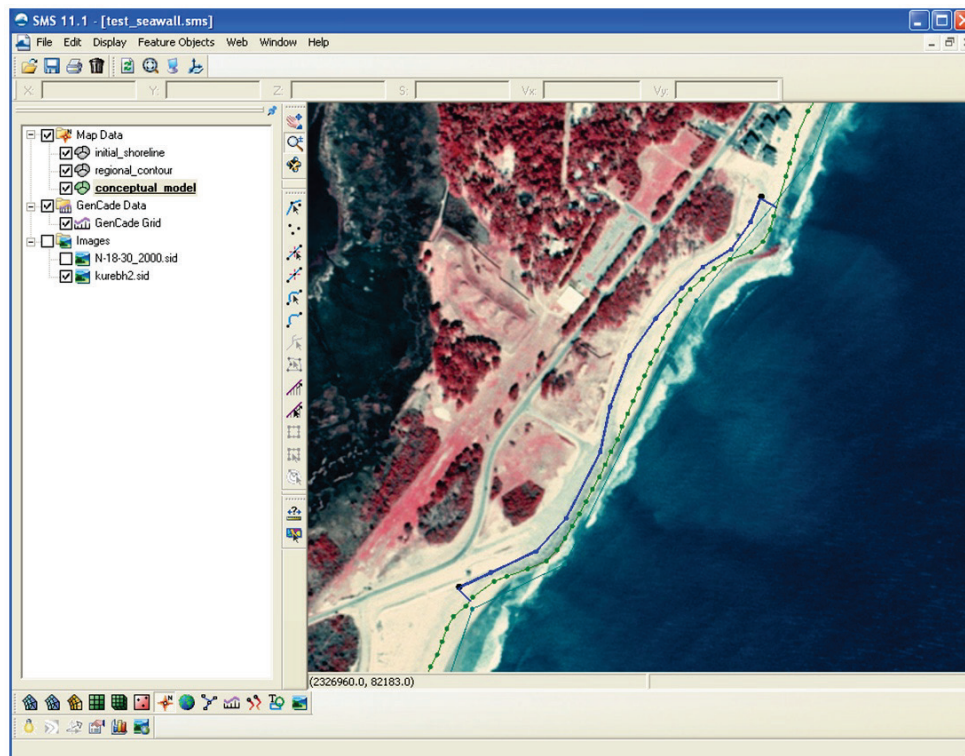 SMS 11.1 - [test_seawall.sms]
File Edit Display Feature Objects Web Window Help
X: Y: Z: S: Vx: Vy:
Map Data
initial_shoreline
regional_contour
conceptual_model
GenCade Data
GenCade Grid
Images
N-18-30_2000.sid
kurebh2.sid
(2326960.0, 82183.0)